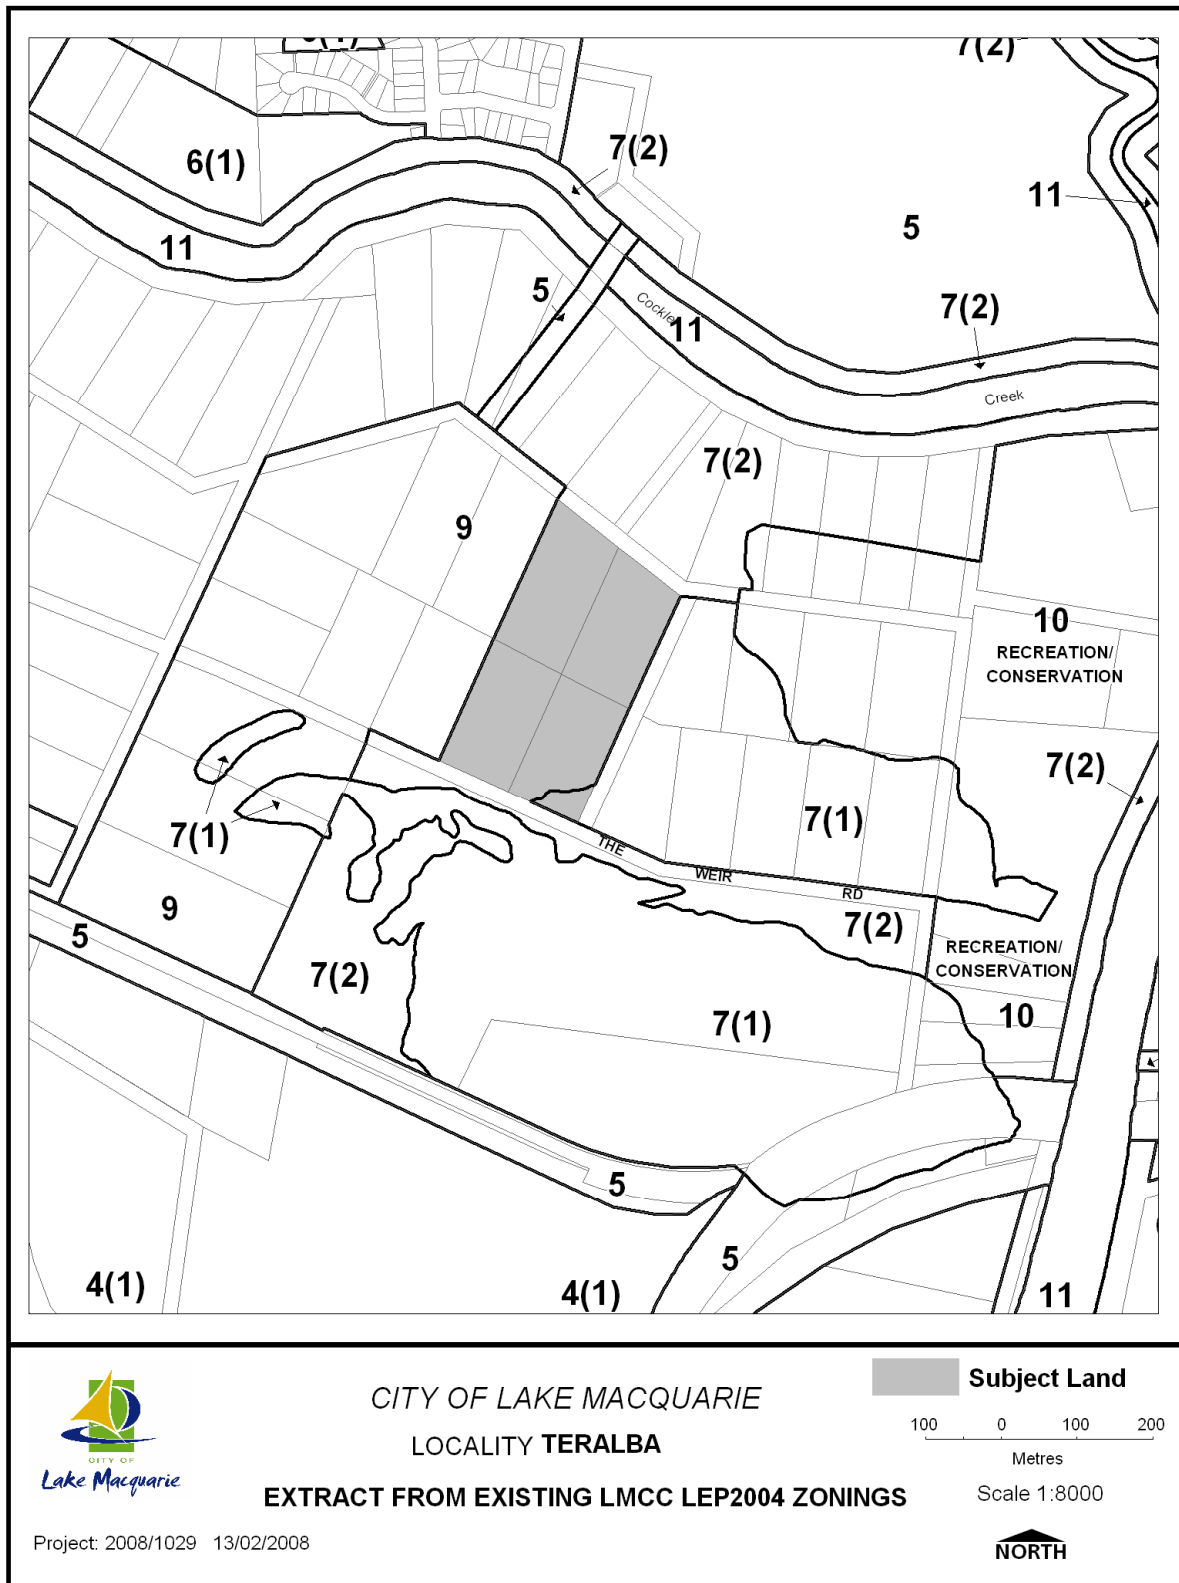 7(2)
6(1)
7(2)
11
11
5
5
7(2)
Cockle
11
Creek
7(2)
9
10
RECREATION/
CONSERVATION
7(2)
7(1)
7(1)
THE WEIR RD
9
7(2)
5
RECREATION/
CONSERVATION
7(2)
7(1)
10
5
5
4(1)
4(1)
11
CITY OF
Lake Macquarie
CITY OF LAKE MACQUARIE
LOCALITY TERALBA
EXTRACT FROM EXISTING LMCC LEP2004 ZONINGS
Project: 2008/1029 13/02/2008
Subject Land
100 0 100 200
Metres
Scale 1:8000
NORTH